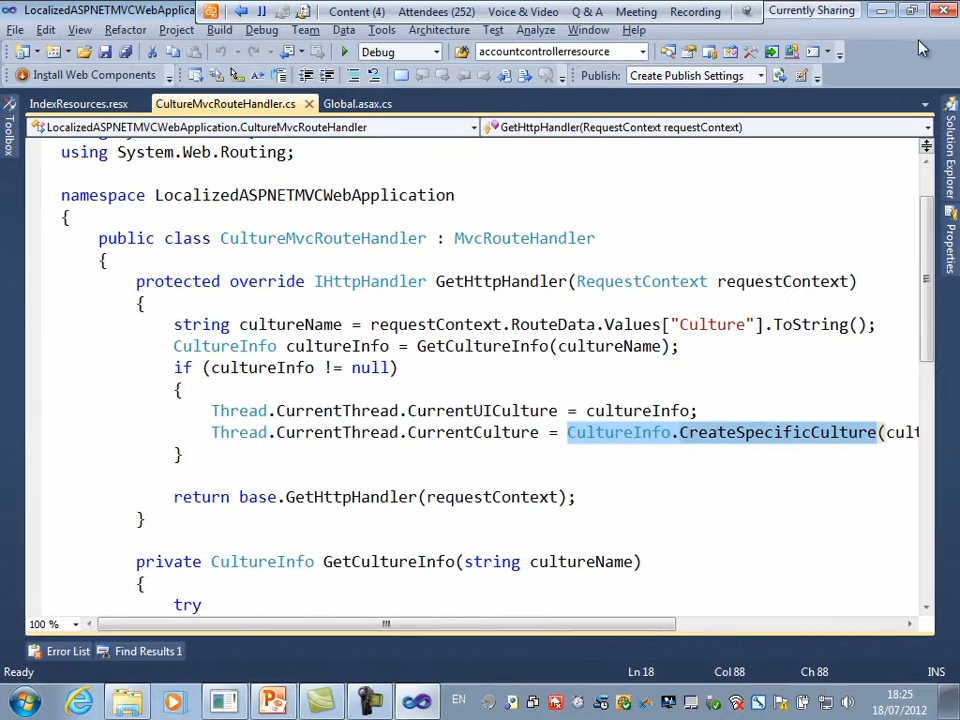 LocalizedASPNETMVCWebApplica
Content (4) Attendees (252) Voice & Video Q & A Meeting Recording Currently Sharing
File Edit View Refactor Project Build Debug Team Data Tools Architecture Test Analyze Window Help
Debug accountcontrollerresource
Install Web Components Publish: Create Publish Settings
IndexResources.resx CultureMvcRouteHandler.cs Global.asax.cs
LocalizedASPNETMVCWebApplication.CultureMvcRouteHandler GetHttpHandler(RequestContext requestContext)
Toolbox
Solution Explorer
Properties
using System.Web.Routing;
namespace LocalizedASPNETMVCWebApplication
{
public class CultureMvcRouteHandler : MvcRouteHandler
{
protected override IHttpHandler GetHttpHandler(RequestContext requestContext)
{
string cultureName = requestContext.RouteData.Values["Culture"].ToString();
CultureInfo cultureInfo = GetCultureInfo(cultureName);
if (cultureInfo != null)
{
Thread.CurrentThread.CurrentUICulture = cultureInfo;
Thread.CurrentThread.CurrentCulture = CultureInfo.CreateSpecificCulture(cult
}
return base.GetHttpHandler(requestContext);
}
private CultureInfo GetCultureInfo(string cultureName)
{
try
100 %
Error List Find Results 1
Ready Ln 18 Col 88 Ch 88 INS
EN 18:25
18/07/2012